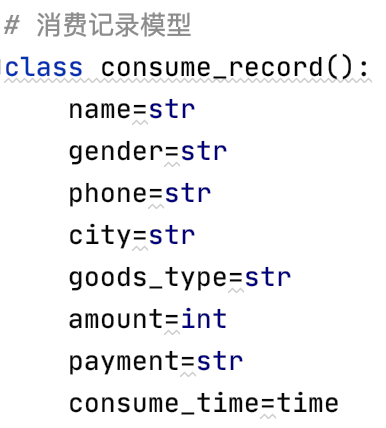 # 消费记录模型
class consume_record():
    name=str
    gender=str
    phone=str
    city=str
    goods_type=str
    amount=int
    payment=str
    consume_time=time